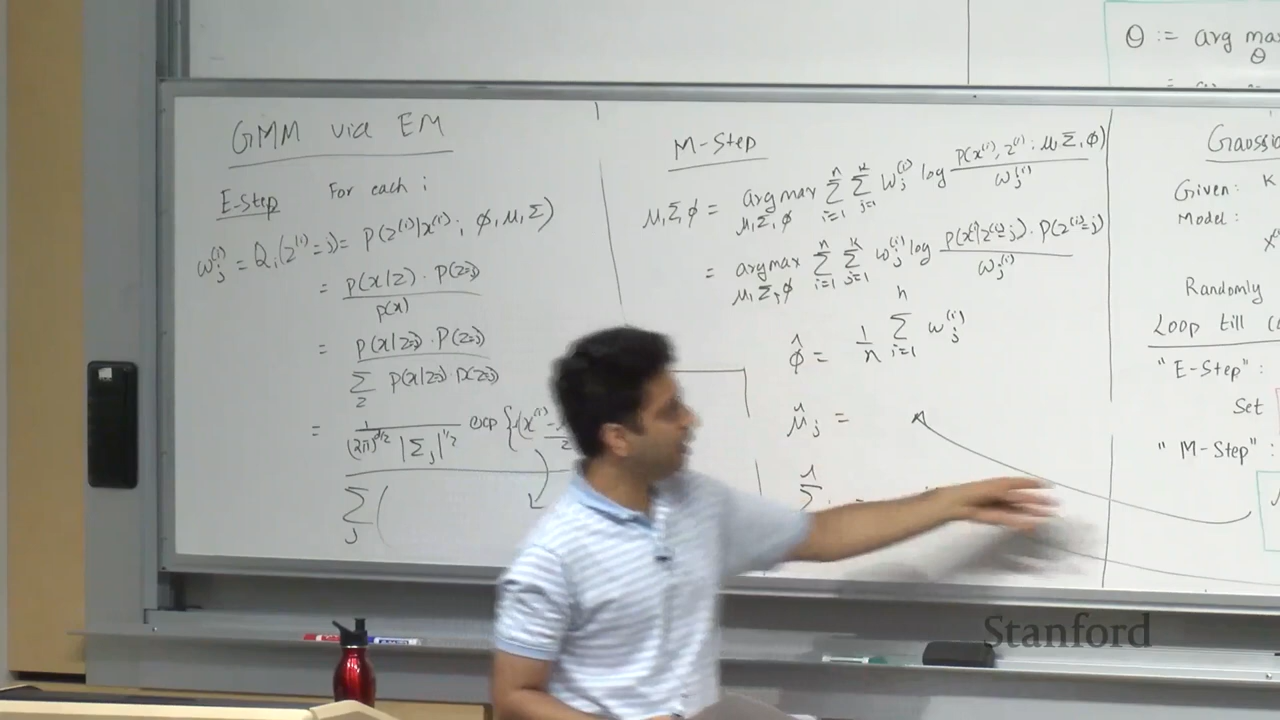 GMM via EM
E-Step For each i
w_j^(i) = Q_i(z^(i)=j) = P(z^(i)|x^(i); φ, μ, Σ)
= P(x|z) · P(z=j) / P(x)
= P(x|z=j) · P(z=j) / Σ_z P(x|z=j) · P(z=j)
= 1 / (2π)^(d/2) |Σ_j|^(1/2) exp{-(x^(i) -
Σ_j (
M-Step
μ, Σ, φ = arg max_{μ, Σ, φ} Σ_{i=1}^n Σ_{j=1}^k w_j^(i) log P(x^(i), z^(i); μ, Σ, φ) / w_j^(i)
= arg max_{μ, Σ, φ} Σ_{i=1}^n Σ_{j=1}^k w_j^(i) log P(x^(i)|z^(i)=j) · P(z^(i)=j) / w_j^(i)
φ̂ = 1/n Σ_{i=1}^n w_j^(i)
μ̂_j =
Σ̂_j =
θ := arg max_θ
Gaussia
Given: K
Model:
Randomly
Loop till (
"E-Step":
Set
"M-Step":
Stanford